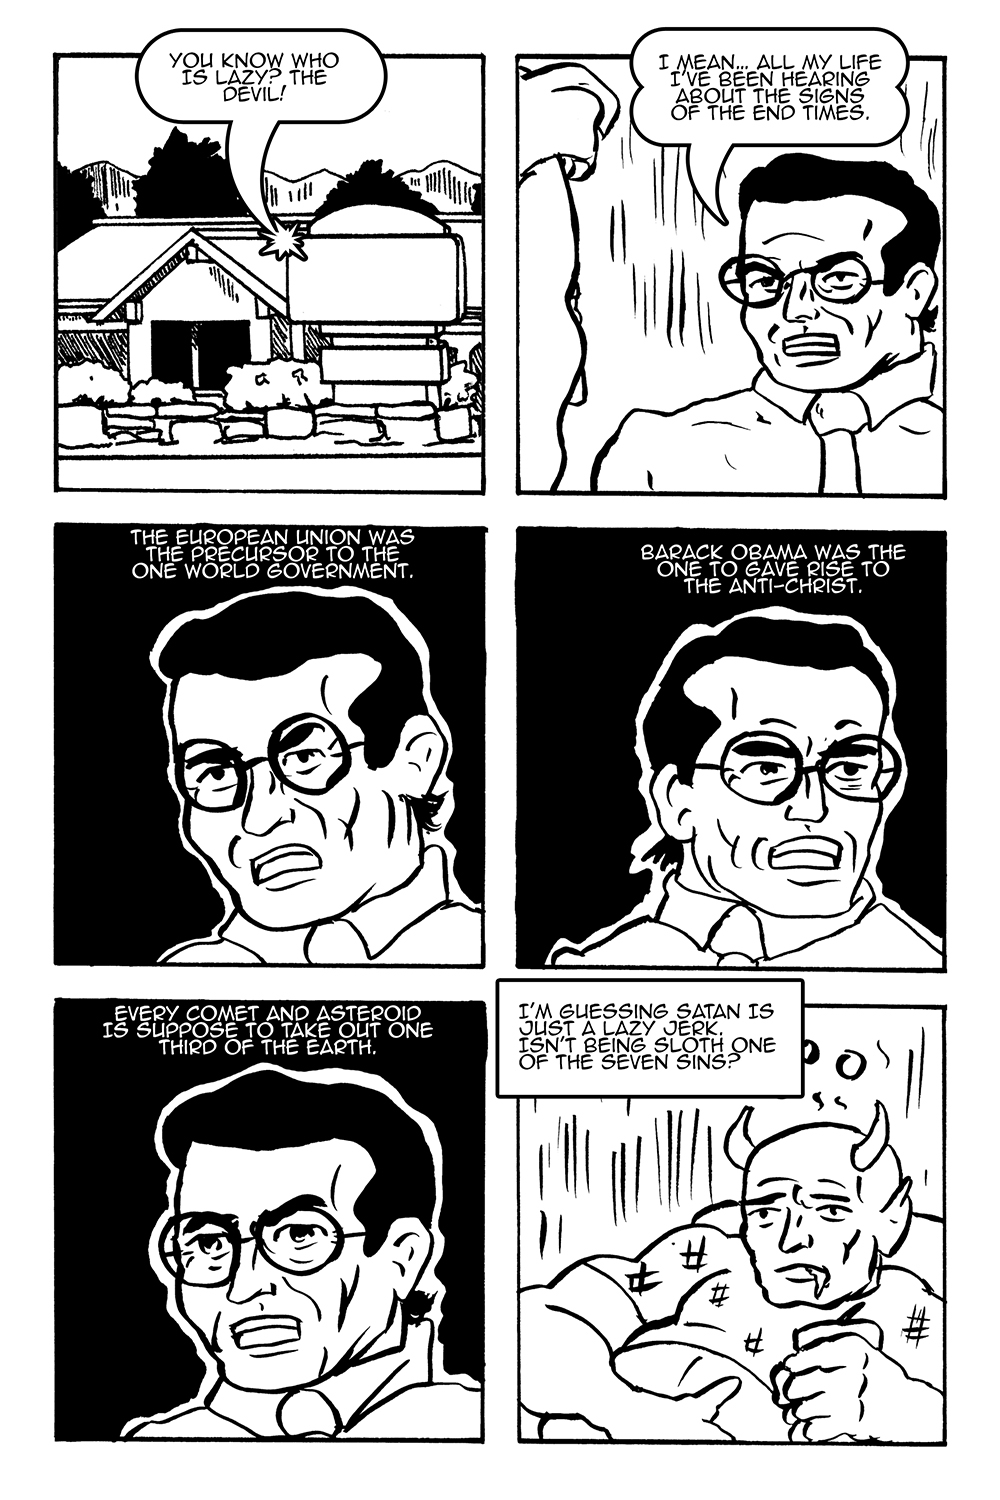 YOU KNOW WHO
IS LAZY? THE
DEVIL!
I MEAN... ALL MY LIFE
I'VE BEEN HEARING
ABOUT THE SIGNS
OF THE END TIMES.
THE EUROPEAN UNION WAS
THE PRECURSOR TO THE
ONE WORLD GOVERNMENT.
BARACK OBAMA WAS THE
ONE TO GAVE RISE TO
THE ANTI-CHRIST.
EVERY COMET AND ASTEROID
IS SUPPOSE TO TAKE OUT ONE
THIRD OF THE EARTH.
I'M GUESSING SATAN IS
JUST A LAZY JERK.
ISN'T BEING SLOTH ONE
OF THE SEVEN SINS?